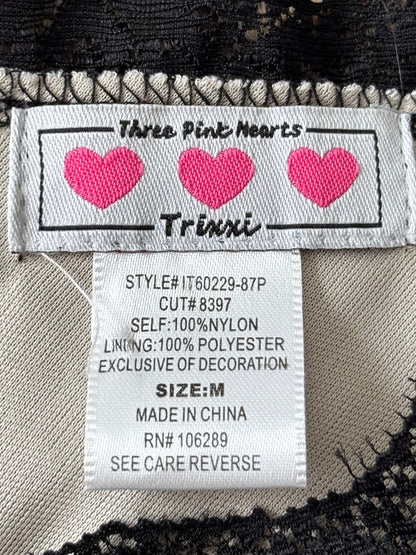 Three Pink Hearts
Trixxi
STYLE# IT60229-87P
CUT# 8397
SELF:100%NYLON
LINING:100% POLYESTER
EXCLUSIVE OF DECORATION
SIZE:M
MADE IN CHINA
RN# 106289
SEE CARE REVERSE